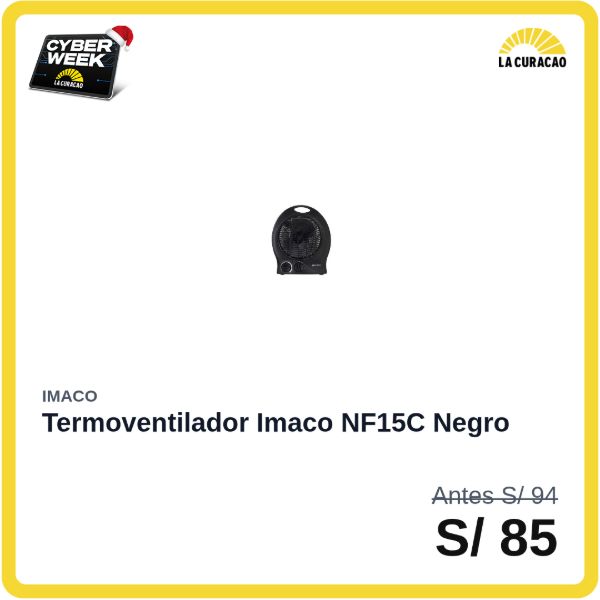 CYBER
WEEK
LA CURACAO
LA CURACAO
IMACO
Termoventilador Imaco NF15C Negro
Antes S/ 94
S/ 85